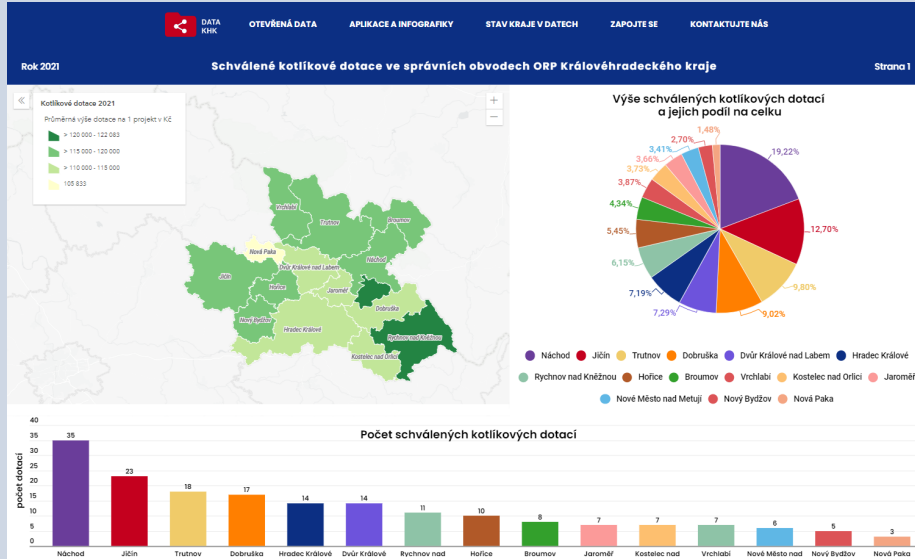 DATA
KHK
OTEVŘENÁ DATA
APLIKACE A INFOGRAFIKY
STAV KRAJE V DATECH
ZAPOJTE SE
KONTAKTUJTE NÁS
Rok 2021
Schválené kotlíkové dotace ve správních obvodech ORP Královéhradeckého kraje
Strana 1
«
Kotlíkové dotace 2021
Průměrná výše dotace na 1 projekt v Kč
> 120 000 - 122 083
> 115 000 - 120 000
> 110 000 - 115 000
105 833
+
−
Vrchlabí
Trutnov
Broumov
Nová Paka
Dvůr Králové nad Labem
Náchod
Jičín
Hořice
Jaroměř
Dobruška
Nový Bydžov
Hradec Králové
Rychnov nad Kněžnou
Kostelec nad Orlicí
Výše schválených kotlíkových dotací
a jejich podíl na celku
1,48%
2,70%
3,41%
3,66%
3,73%
3,87%
4,34%
5,45%
6,15%
7,19%
7,29%
9,02%
9,80%
12,70%
19,22%
Náchod
Jičín
Trutnov
Dobruška
Dvůr Králové nad Labem
Hradec Králové
Rychnov nad Kněžnou
Hořice
Broumov
Vrchlabí
Kostelec nad Orlicí
Jaroměř
Nové Město nad Metují
Nový Bydžov
Nová Paka
Počet schválených kotlíkových dotací
počet dotací
40
35
30
25
20
15
10
5
0
35
23
18
17
14
14
11
10
8
7
7
7
6
5
3
Náchod
Jičín
Trutnov
Dobruška
Hradec Králové
Dvůr Králové
Rychnov nad
Hořice
Broumov
Jaroměř
Kostelec nad
Vrchlabí
Nové Město nad
Nový Bydžov
Nová Paka